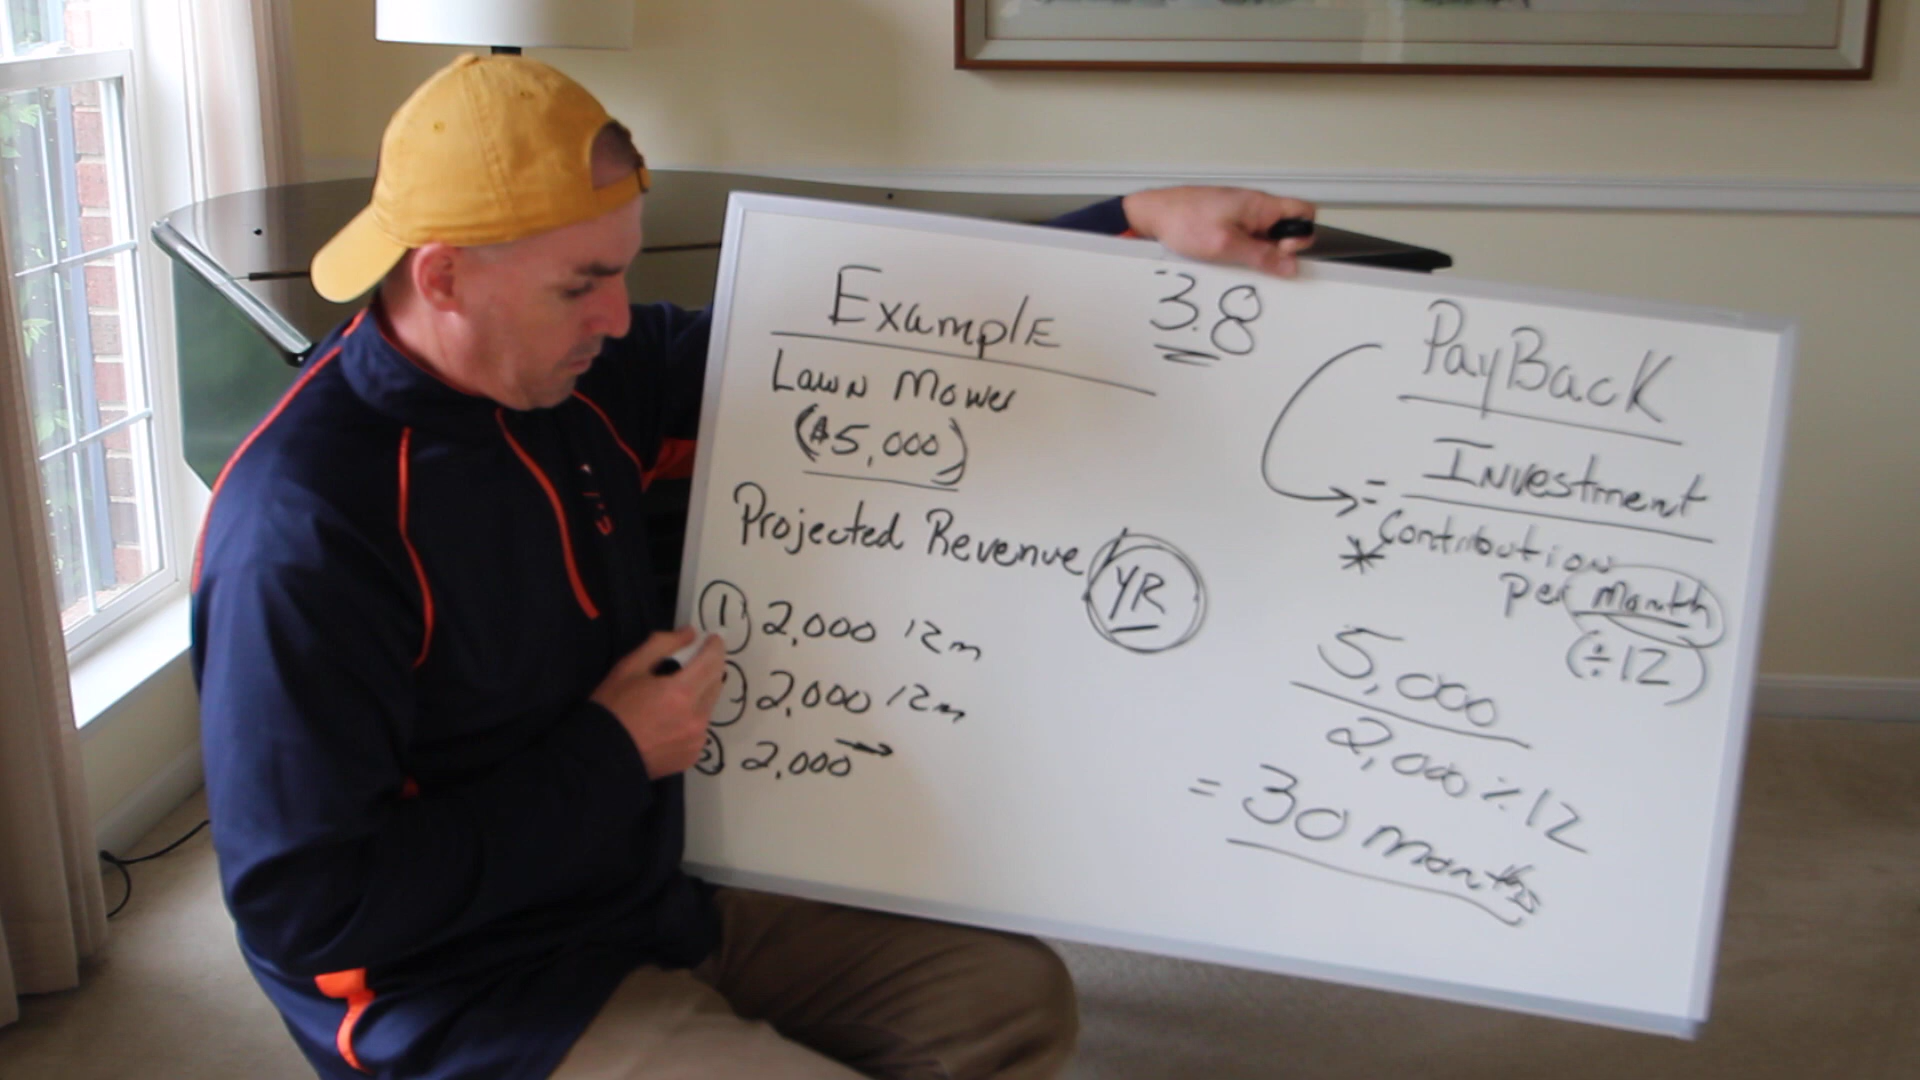 Example
3.8
Lawn Mower
($5,000)
Projected Revenue / YR
1 2,000 12m
2,000 12m
3 2,000
PayBack
= Investment
* Contribution
per month
(÷12)
5,000
2,000 ÷ 12
= 30 months